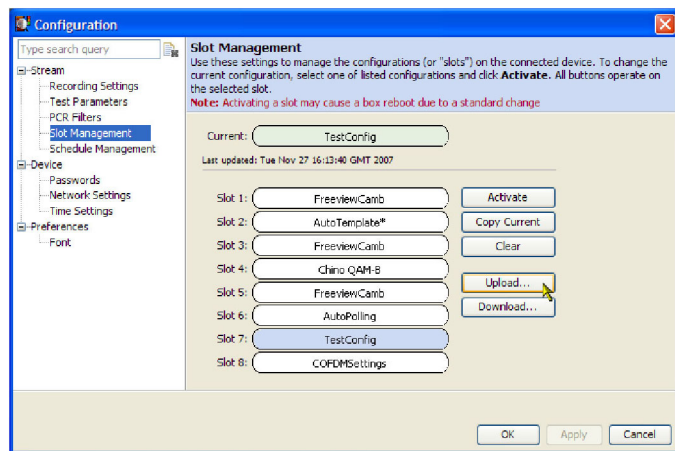 Configuration
Type search query
Stream
Recording Settings
Test Parameters
PCR Filters
Slot Management
Schedule Management
Device
Passwords
Network Settings
Time Settings
Preferences
Font
Slot Management
Use these settings to manage the configurations (or "slots") on the connected device. To change the
current configuration, select one of listed configurations and click Activate. All buttons operate on
the selected slot.
Note: Activating a slot may cause a box reboot due to a standard change
Current: TestConfig
Last updated: Tue Nov 27 16:13:40 GMT 2007
Slot 1: FreeviewCamb
Slot 2: AutoTemplate*
Slot 3: FreeviewCamb
Slot 4: Chino QAM-B
Slot 5: FreeviewCamb
Slot 6: AutoPolling
Slot 7: TestConfig
Slot 8: COFDMSettings
Activate
Copy Current
Clear
Upload...
Download...
OK
Apply
Cancel